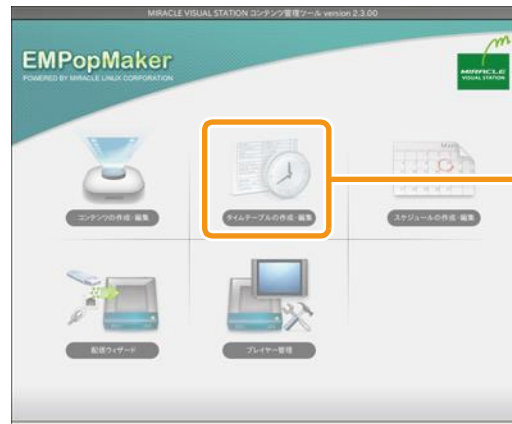 MIRACLE VISUAL STATION コンテンツ管理ツール version 2.3.00
EMPopMaker
POWERED BY MIRACLE LINUX CORPORATION
MIRACLE
VISUAL STATION
コンテンツの作成・編集
タイムテーブルの作成・編集
スケジュールの作成・編集
配信ウィザード
プレイヤー管理